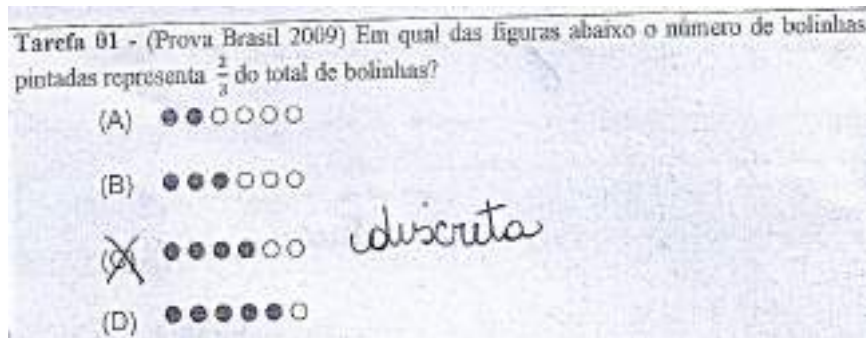 Tarefa 01 - (Prova Brasil 2009) Em qual das figuras abaixo o número de bolinhas
pintadas representa 2/3 do total de bolinhas?
(A)
(B)
(C)
discreta
(D)